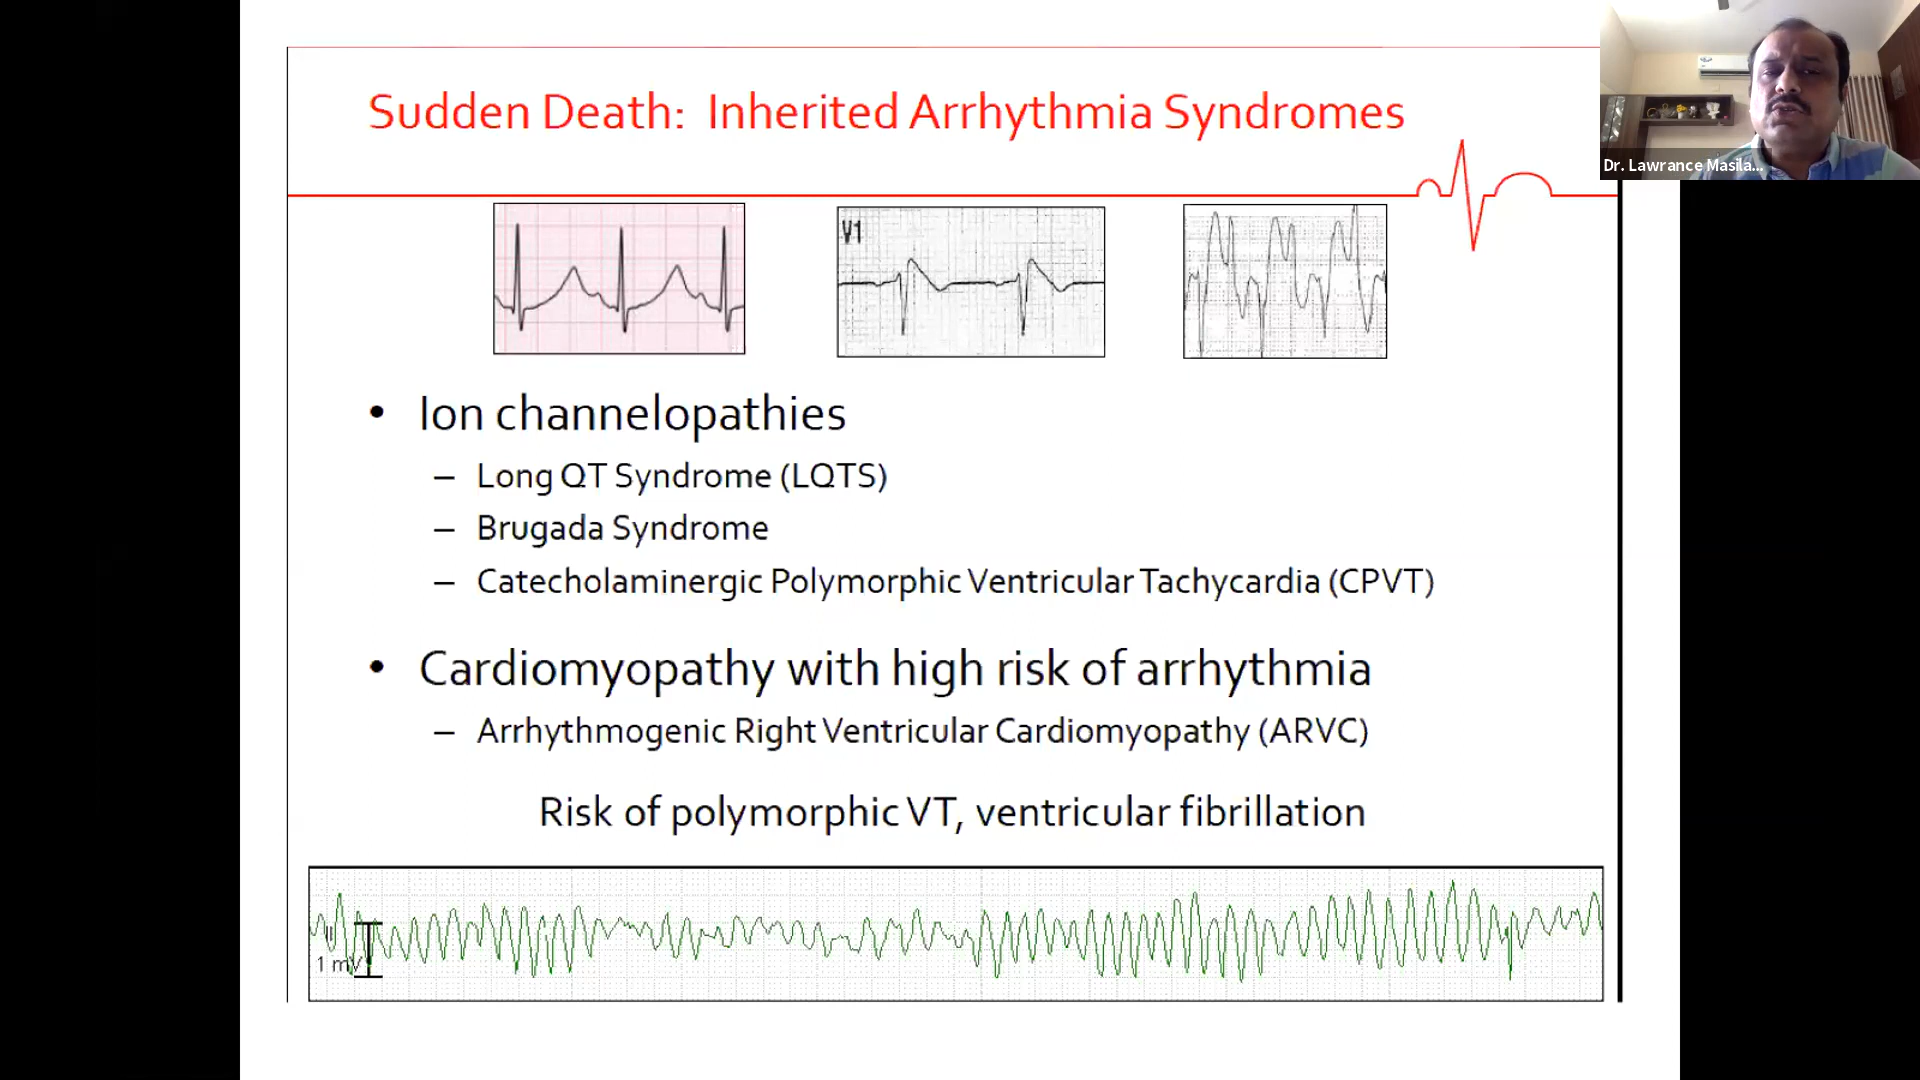 Sudden Death: Inherited Arrhythmia Syndromes
Dr. Lawrance Masila...
V1
• Ion channelopathies
– Long QT Syndrome (LQTS)
– Brugada Syndrome
– Catecholaminergic Polymorphic Ventricular Tachycardia (CPVT)
• Cardiomyopathy with high risk of arrhythmia
– Arrhythmogenic Right Ventricular Cardiomyopathy (ARVC)
Risk of polymorphic VT, ventricular fibrillation
II
1 mV